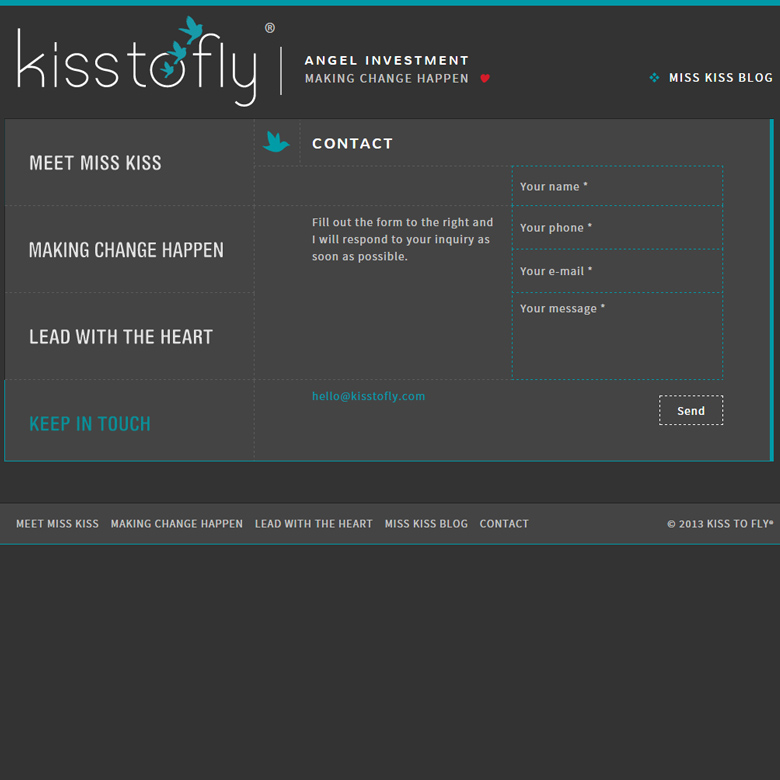 kisstofly®
ANGEL INVESTMENT
MAKING CHANGE HAPPEN
MISS KISS BLOG
MEET MISS KISS
MAKING CHANGE HAPPEN
LEAD WITH THE HEART
KEEP IN TOUCH
CONTACT
Fill out the form to the right and
I will respond to your inquiry as
soon as possible.
Your name *
Your phone *
Your e-mail *
Your message *
hello@kisstofly.com
Send
MEET MISS KISS MAKING CHANGE HAPPEN LEAD WITH THE HEART MISS KISS BLOG CONTACT
© 2013 KISS TO FLY®